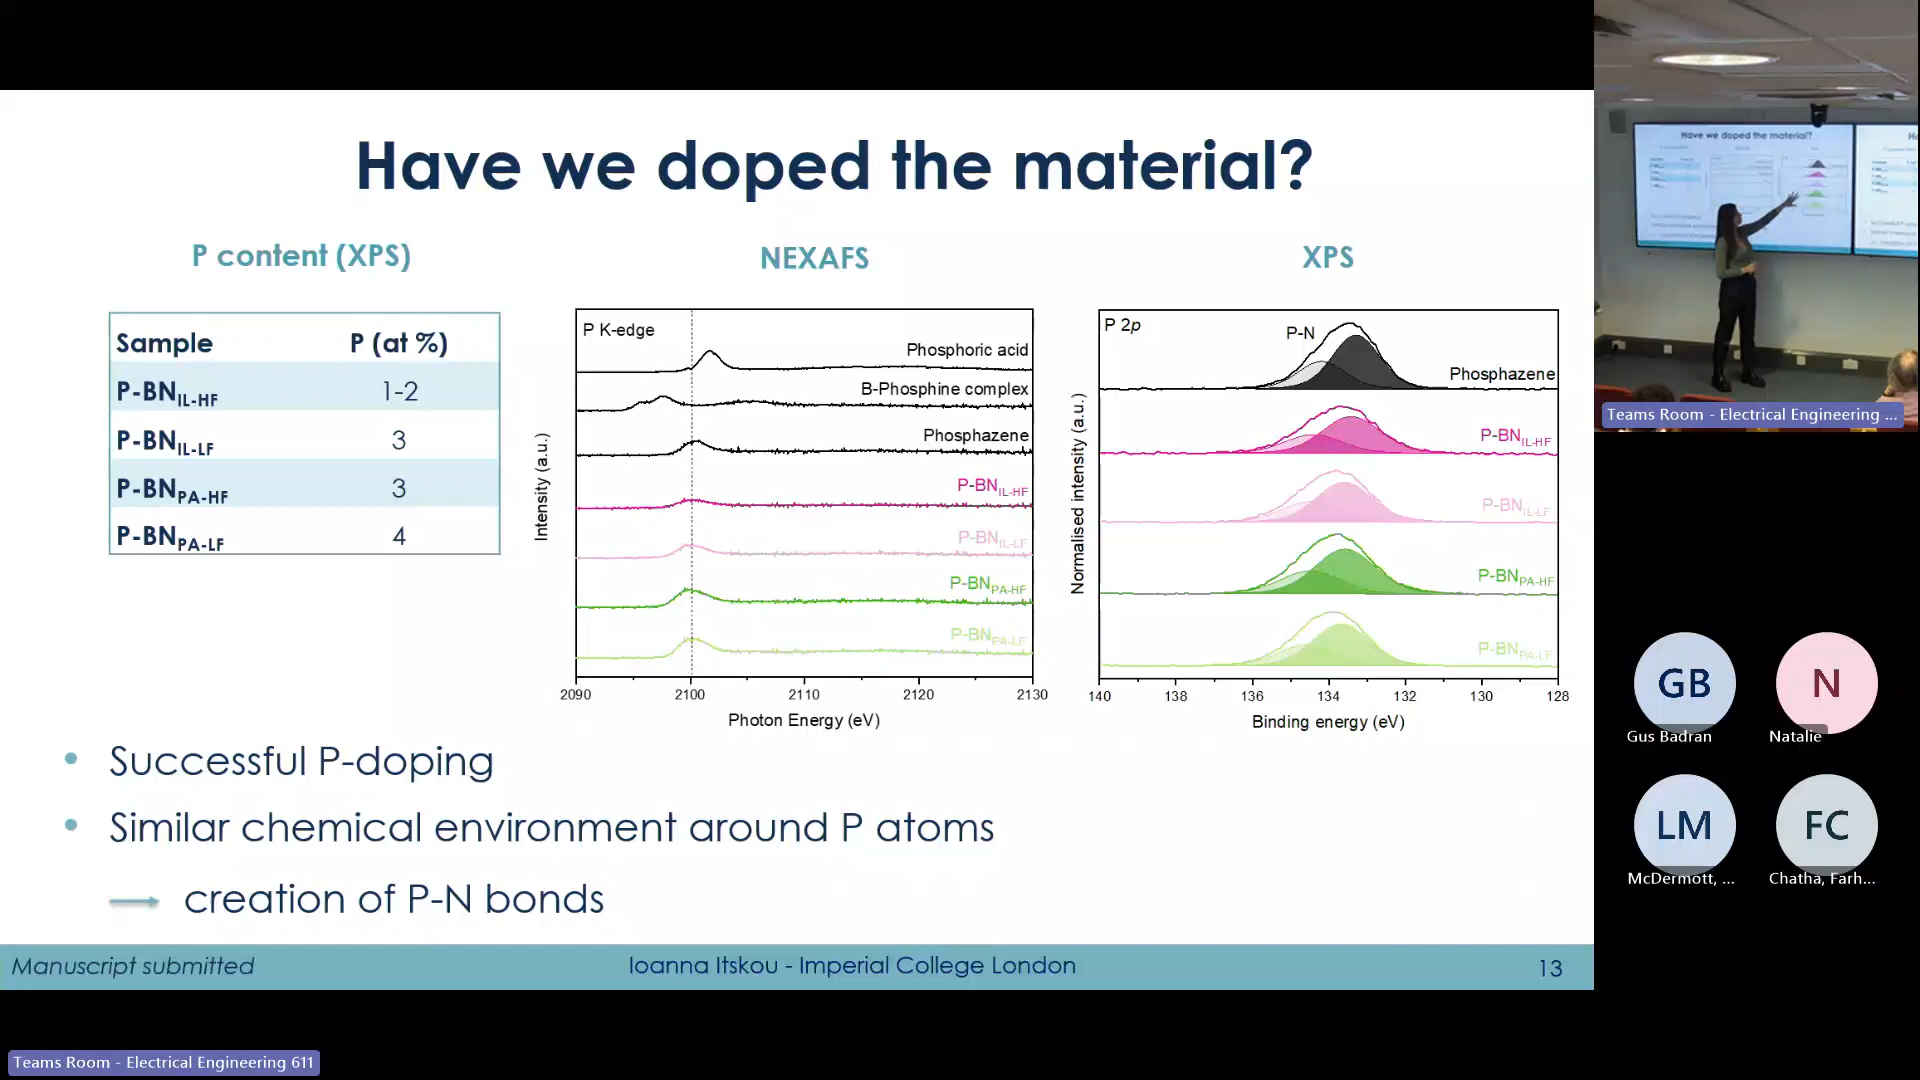 Have we doped the material?
P content (XPS)
Sample P (at %)
P-BN IL-HF 1-2
P-BN IL-LF 3
P-BN PA-HF 3
P-BN PA-LF 4
NEXAFS
P K-edge
Phosphoric acid
B-Phosphine complex
Phosphazene
P-BN IL-HF
P-BN IL-LF
P-BN PA-HF
P-BN PA-LF
Intensity (a.u.)
2090 2100 2110 2120 2130
Photon Energy (eV)
XPS
P 2p
P-N
Phosphazene
P-BN IL-HF
P-BN IL-LF
P-BN PA-HF
P-BN PA-LF
Normalised intensity (a.u.)
140 138 136 134 132 130 128
Binding energy (eV)
• Successful P-doping
• Similar chemical environment around P atoms
→ creation of P-N bonds
Manuscript submitted Ioanna Itskou - Imperial College London 13
Teams Room - Electrical Engineering 611
Have we doped the material?
Teams Room - Electrical Engineering ...
GB
Gus Badran
N
Natalie
LM
McDermott, ...
FC
Chatha, Farh...